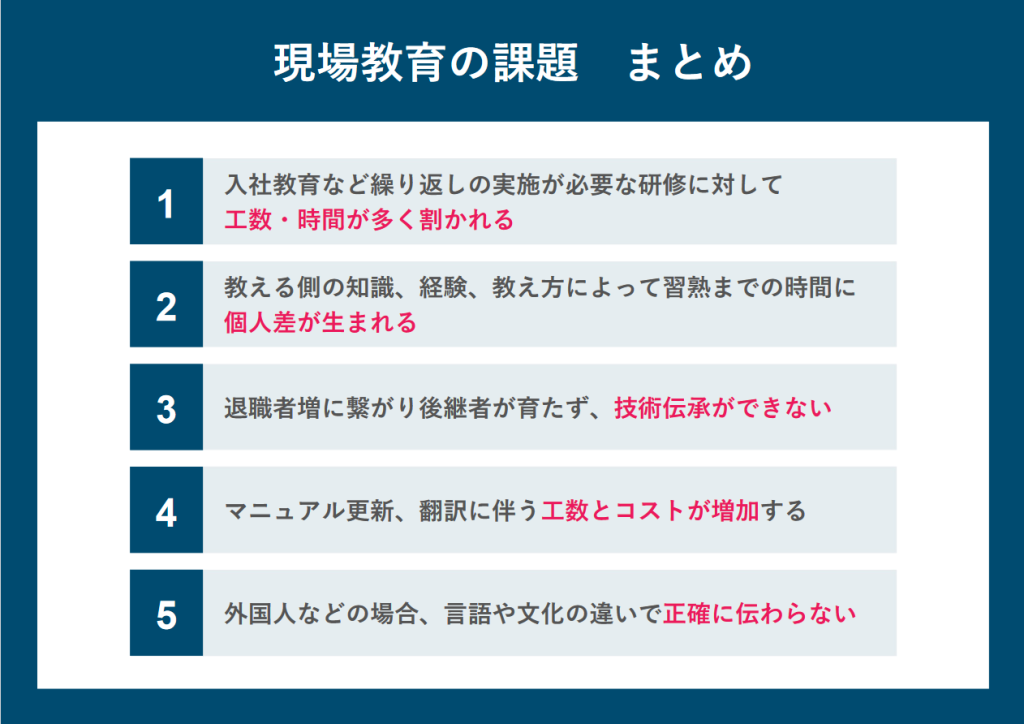 現場教育の課題　まとめ
1
入社教育など繰り返しの実施が必要な研修に対して
工数・時間が多く割かれる
2
教える側の知識、経験、教え方によって習熟までの時間に
個人差が生まれる
3
退職者増に繋がり後継者が育たず、技術伝承ができない
4
マニュアル更新、翻訳に伴う工数とコストが増加する
5
外国人などの場合、言語や文化の違いで正確に伝わらない